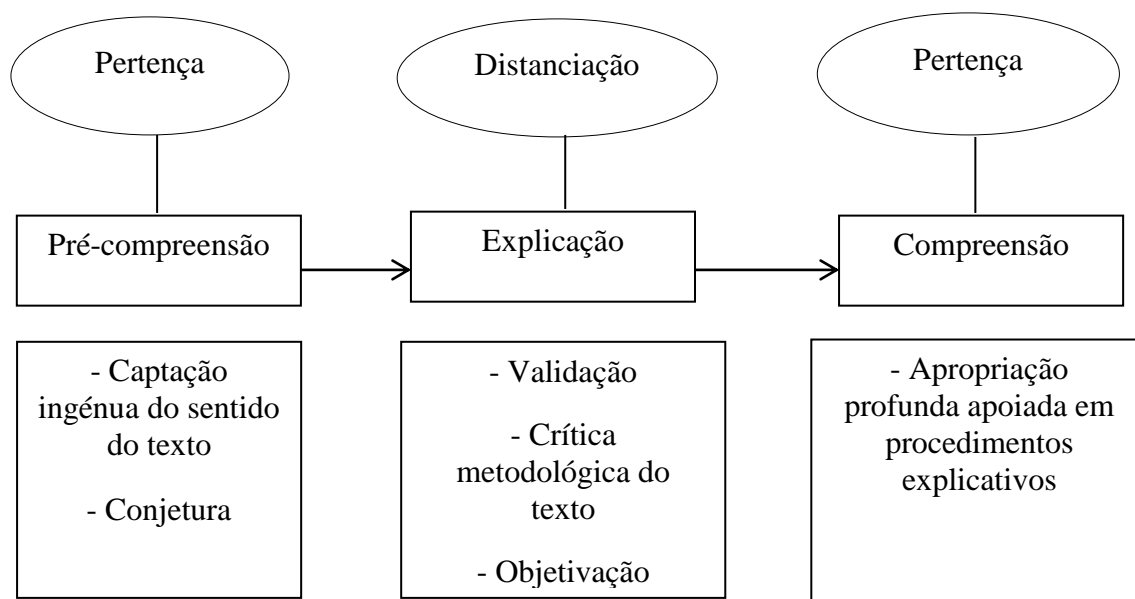 Pertença
Distanciação
Pertença
Pré-compreensão
Explicação
Compreensão
- Captação
ingénua do sentido
do texto
- Conjetura
- Validação
- Crítica
metodológica do
texto
- Objetivação
- Apropriação
profunda apoiada em
procedimentos
explicativos